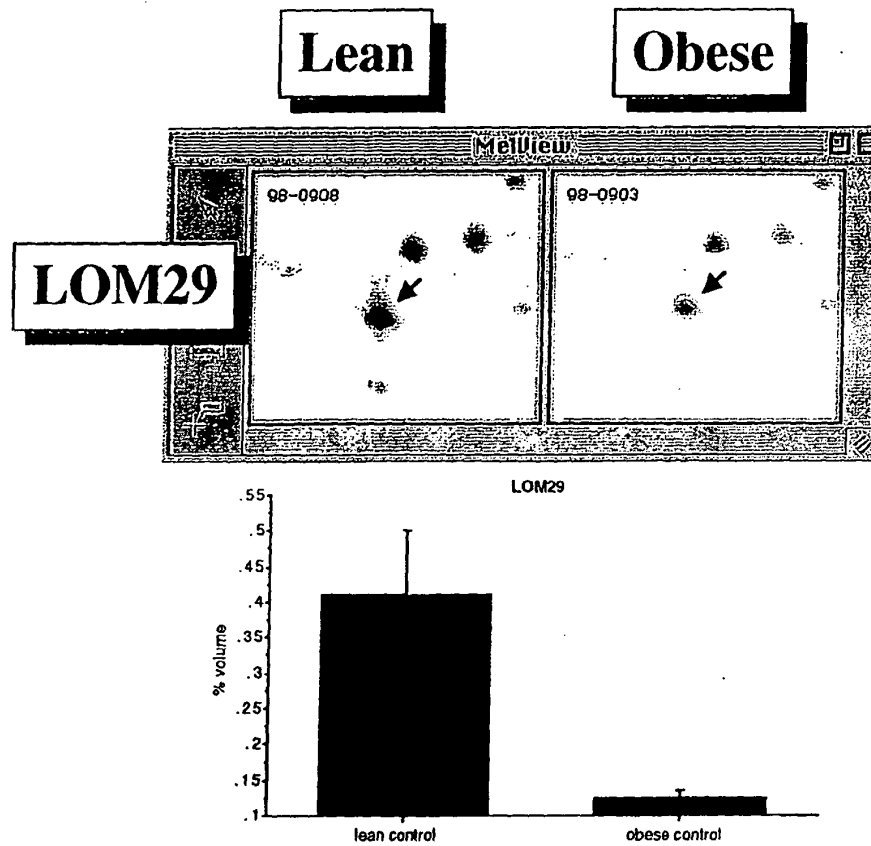 Lean
Obese
MelView
98-0908
98-0903
LOM29
LOM29
.55
.5
.45
.4
.35
.3
.25
.2
.15
.1
% volume
lean control
obese control